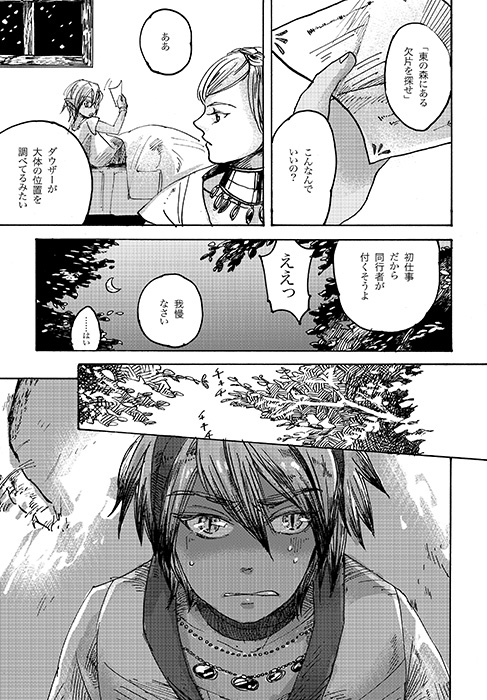 「東の森にある
欠片を探せ」
こんなんで
いいの？
ああ
ダウザーが
大体の位置を
調べてるみたい
初仕事
だから
同行者が
付くそうよ
ええっ
我慢
なさい
……はい
チチ
チチ